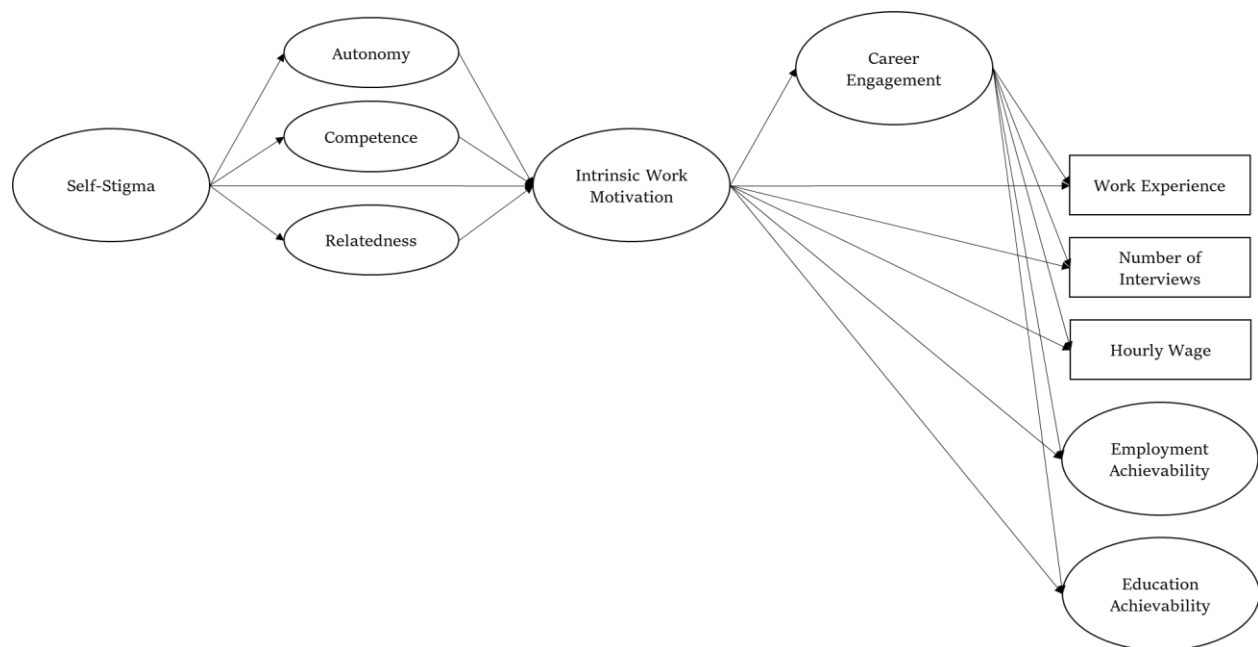 Autonomy
Career
Engagement
Competence
Self-Stigma
Intrinsic Work
Motivation
Work Experience
Relatedness
Number of
Interviews
Hourly Wage
Employment
Achievability
Education
Achievability